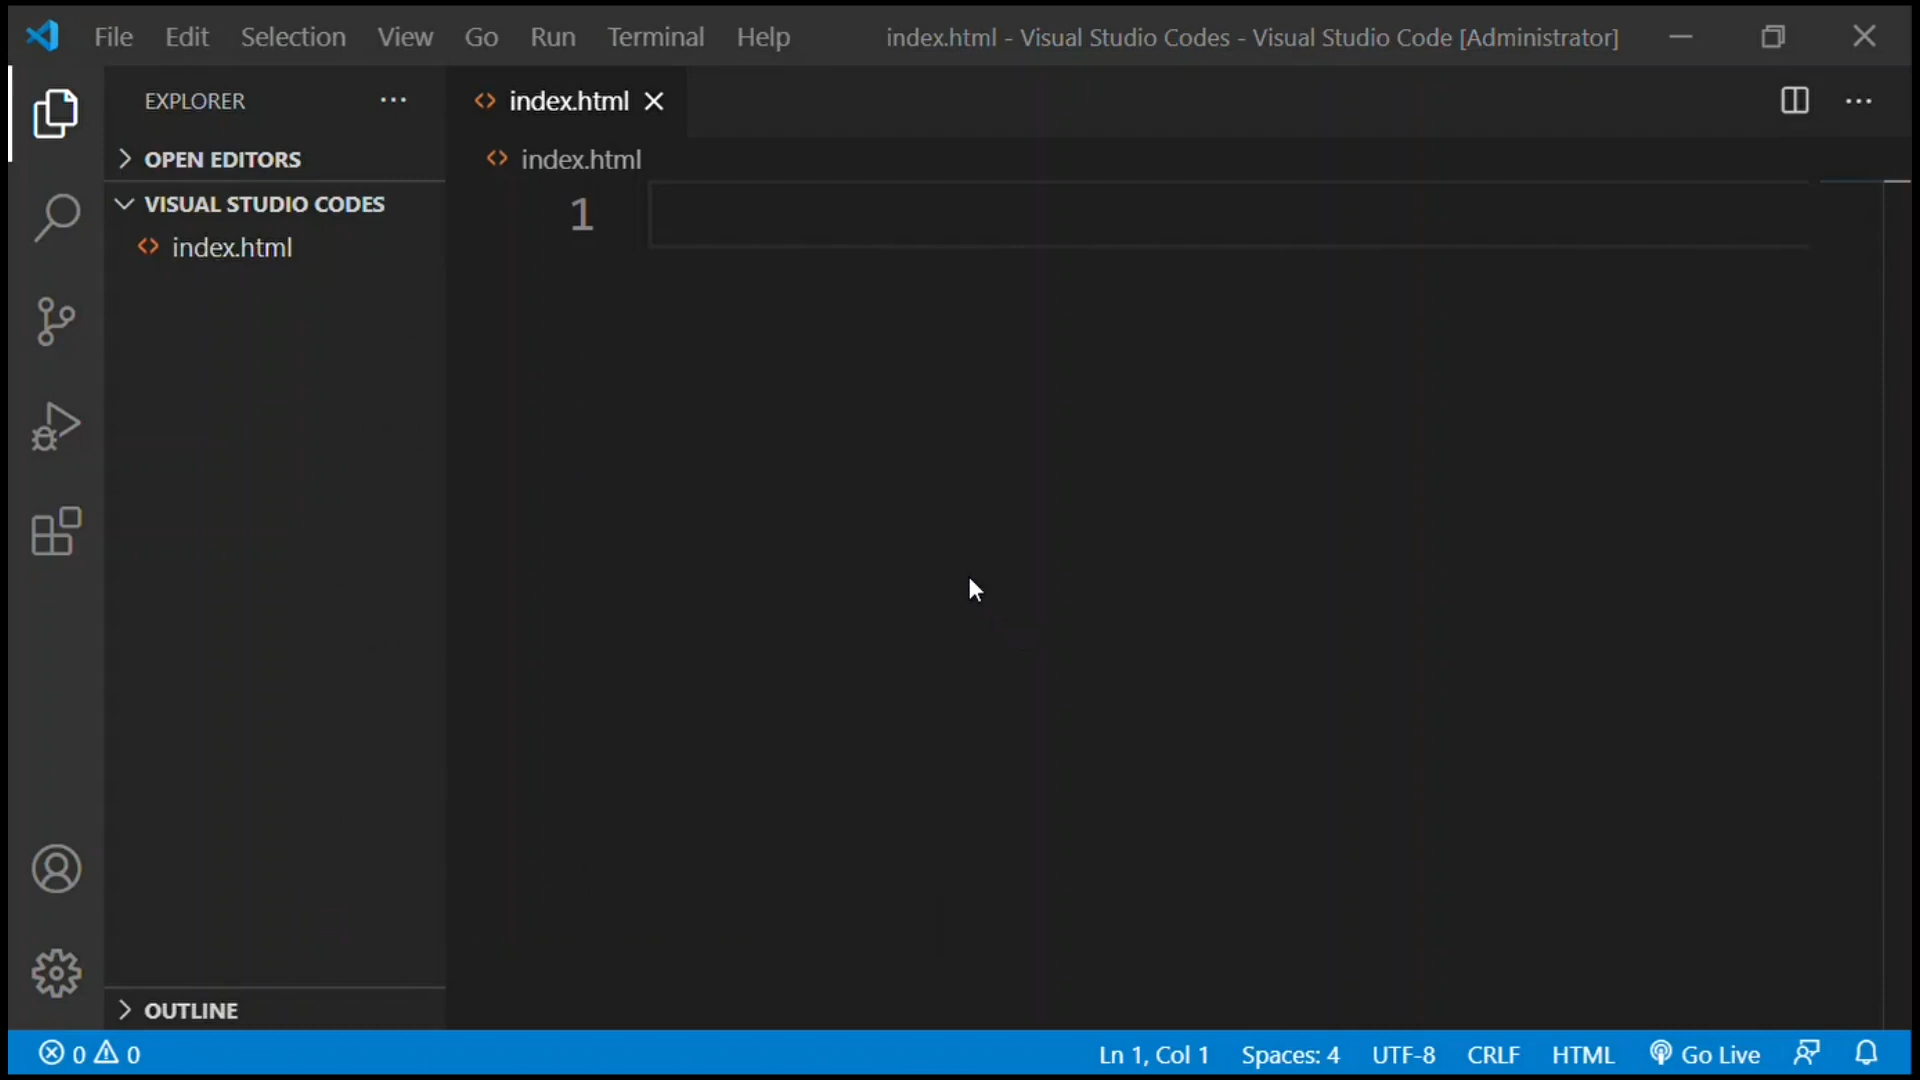 File Edit Selection View Go Run Terminal Help index.html - Visual Studio Codes - Visual Studio Code [Administrator]
EXPLORER
OPEN EDITORS
VISUAL STUDIO CODES
index.html
OUTLINE
index.html
index.html
1
0 0 Ln 1, Col 1 Spaces: 4 UTF-8 CRLF HTML Go Live